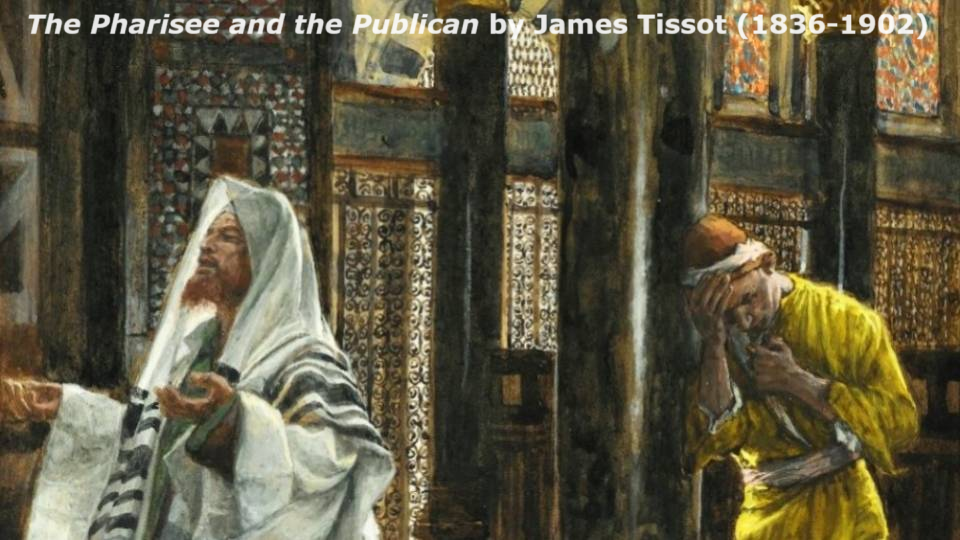 The Pharisee and the Publican by James Tissot (1836-1902)